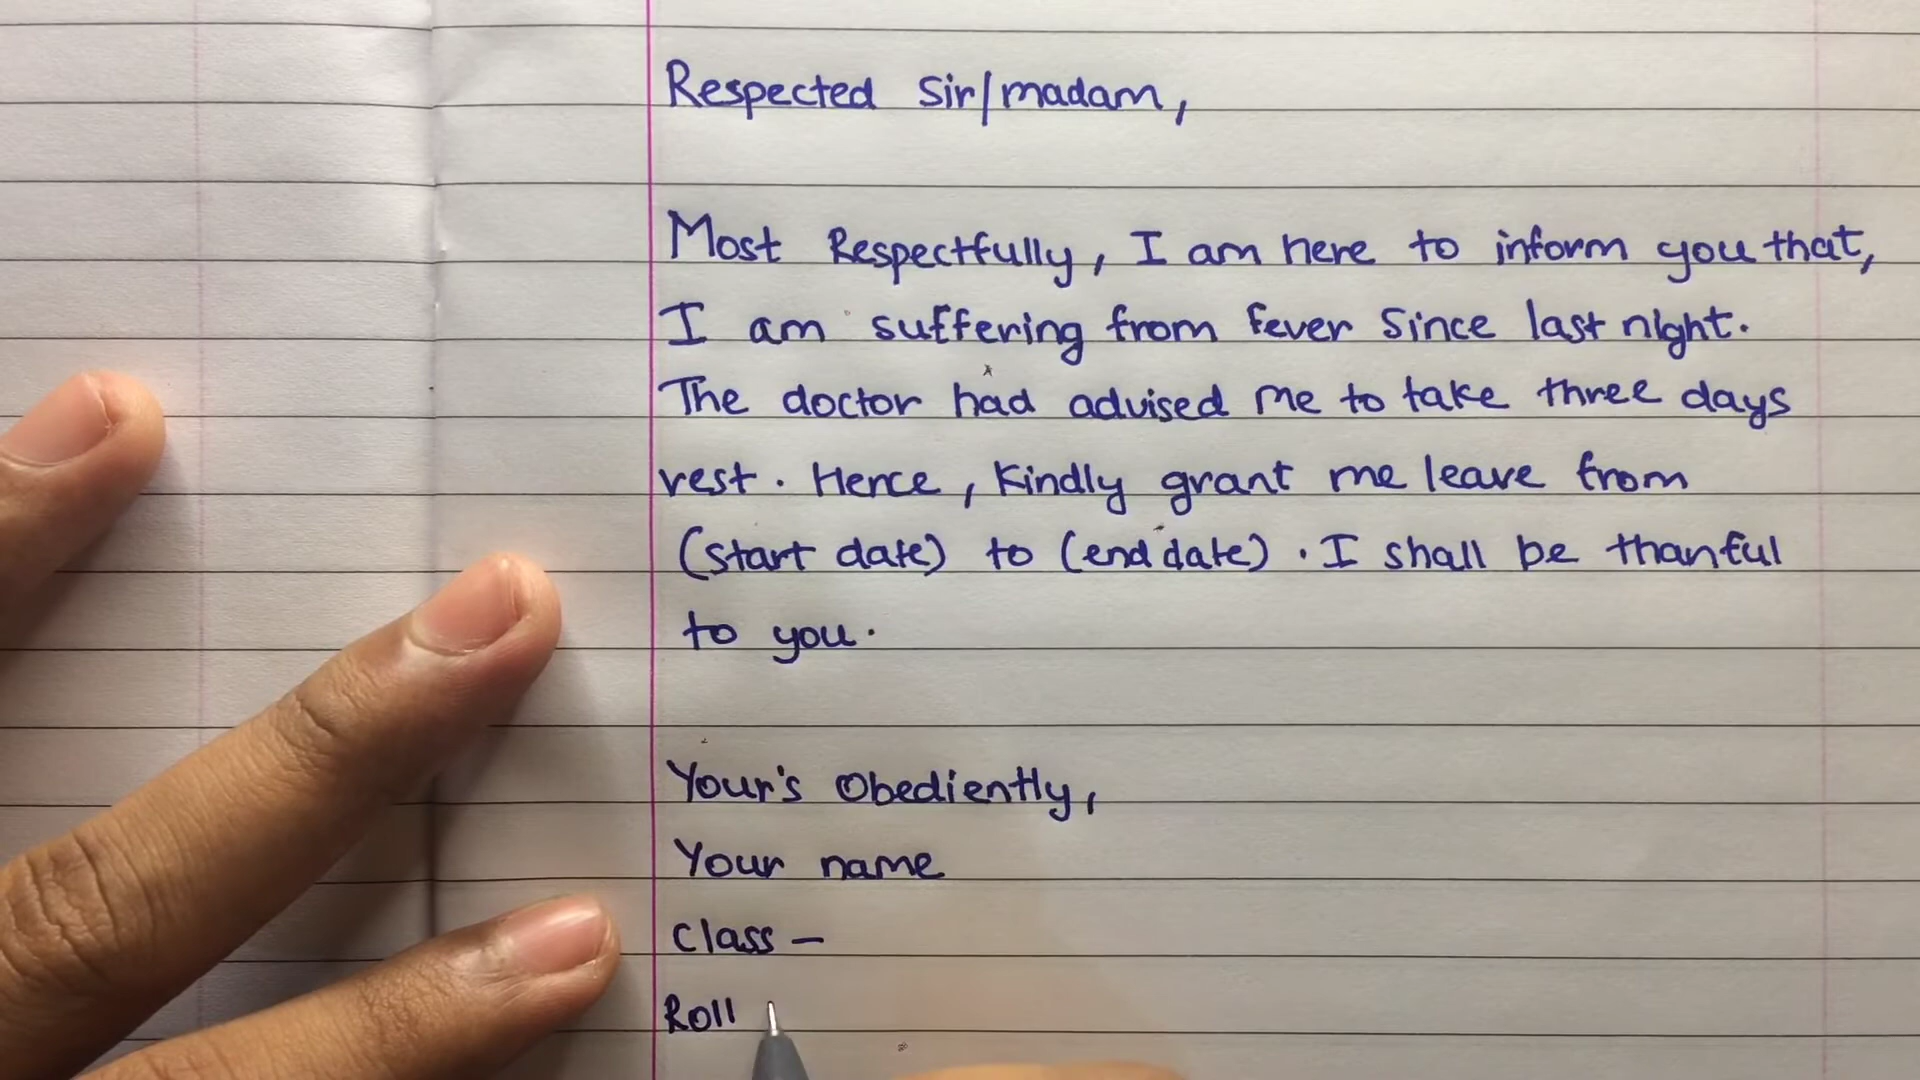 Respected Sir/madam,
Most Respectfully, I am here to inform you that,
I am suffering from fever since last night.
The doctor had advised me to take three days
rest. Hence, Kindly grant me leave from
(start date) to (end date). I shall be thanful
to you.
Your's Obediently,
Your name
Class -
Roll